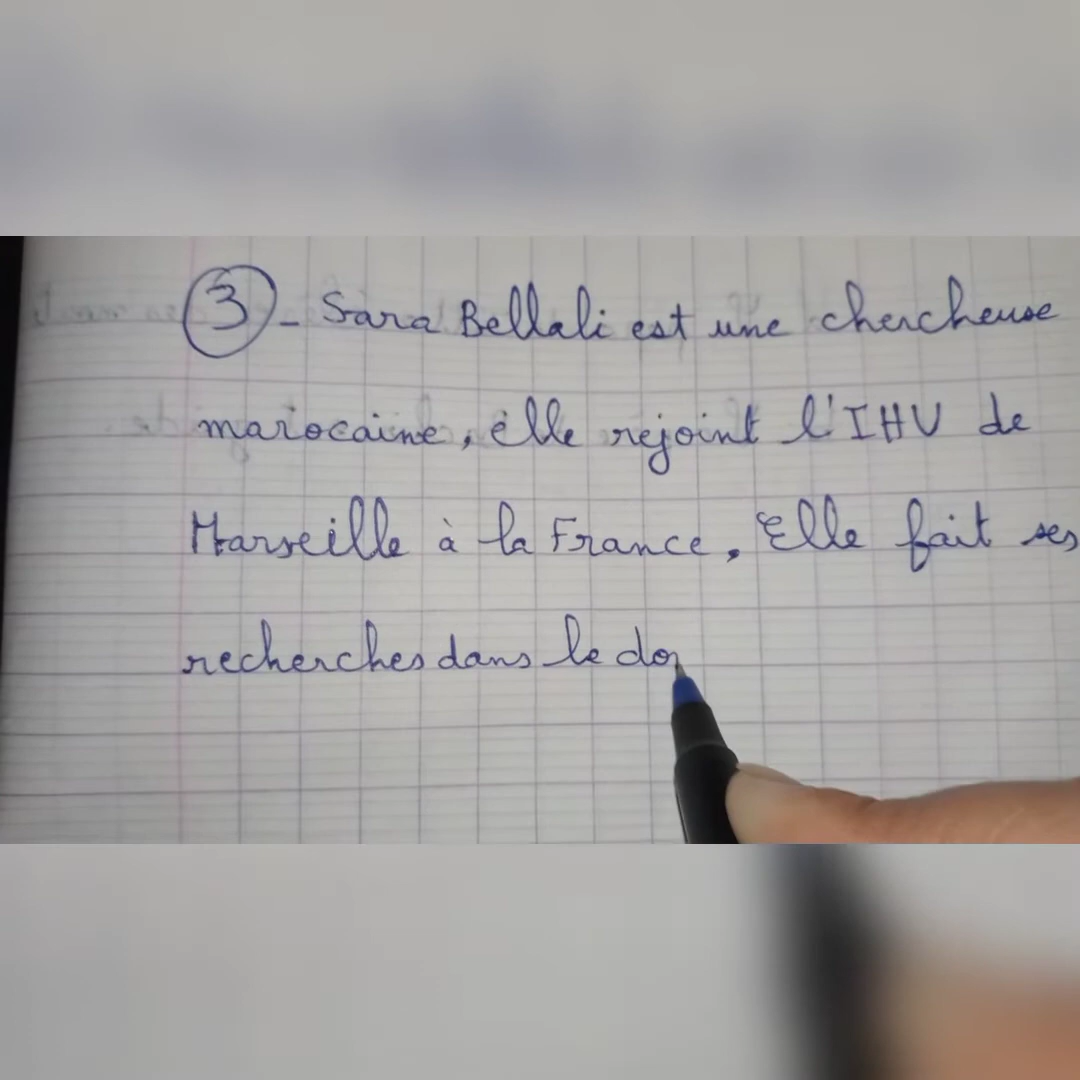 3 - Sara Bellali est une chercheuse
marocaine, elle rejoint l'IHU de
Marseille à la France, Elle fait ses
recherches dans le do